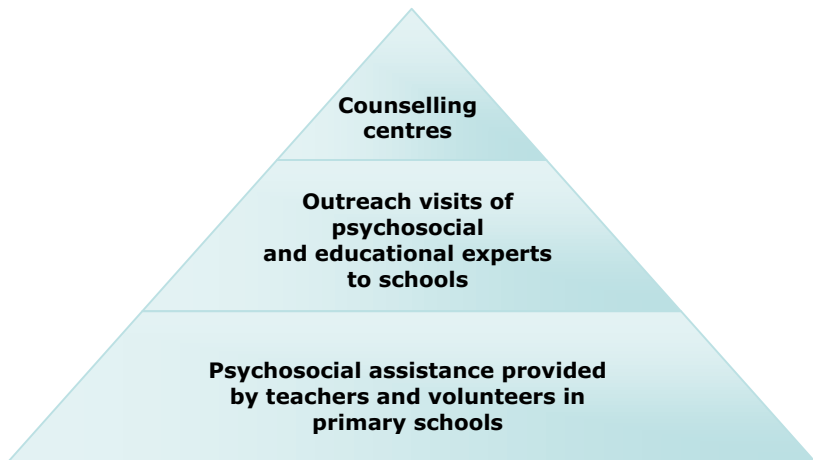 Counselling
centres
Outreach visits of
psychosocial
and educational experts
to schools
Psychosocial assistance provided
by teachers and volunteers in
primary schools